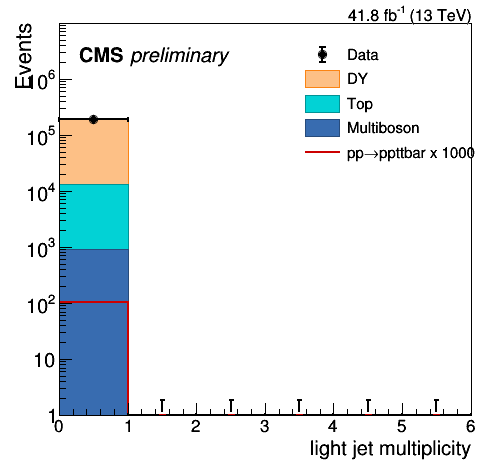 41.8 fb⁻¹ (13 TeV)
Events
CMS preliminary
Data
DY
Top
Multiboson
pp→ppttbar x 1000
10⁶
10⁵
10⁴
10³
10²
10
1
0 1 2 3 4 5 6
light jet multiplicity